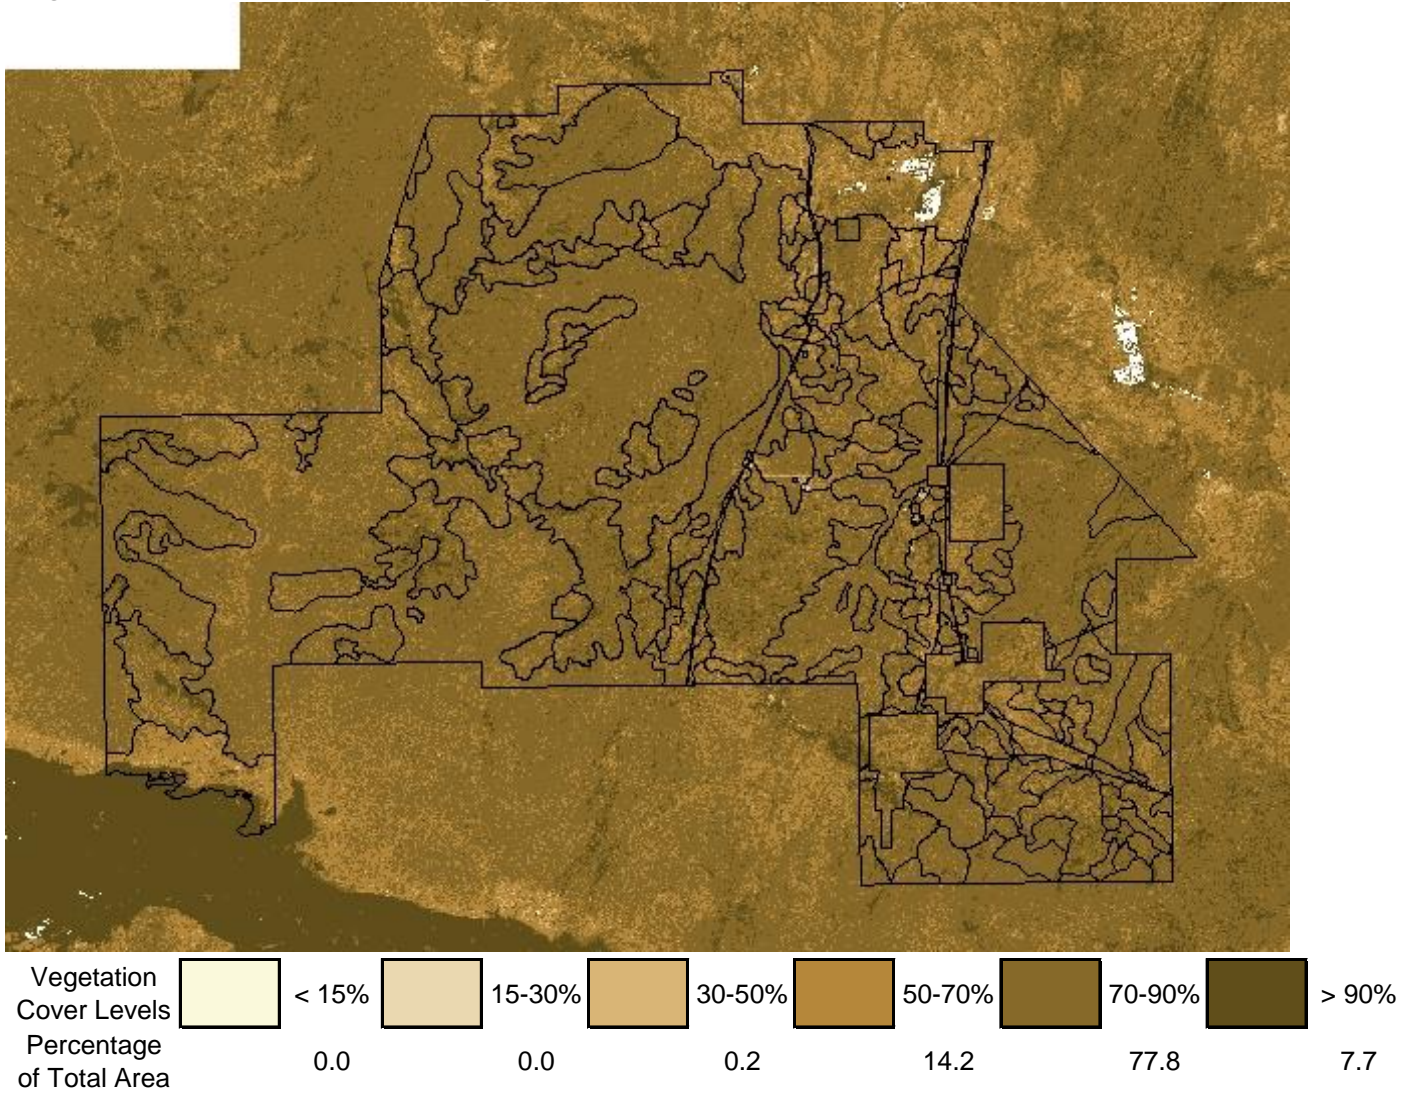 Vegetation
Cover Levels
< 15% 15-30% 30-50% 50-70% 70-90% > 90%
Percentage
of Total Area
0.0 0.0 0.2 14.2 77.8 7.7